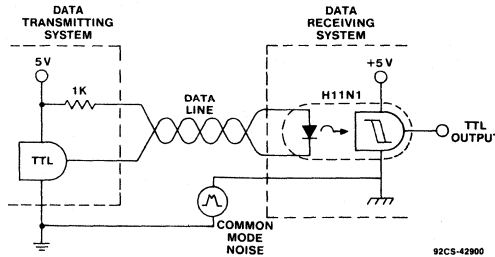 DATA
TRANSMITTING
SYSTEM
DATA
RECEIVING
SYSTEM
5V
+5V
1K
DATA
LINE
H11N1
TTL
TTL
OUTPUT
COMMON
MODE
NOISE
92CS-42900